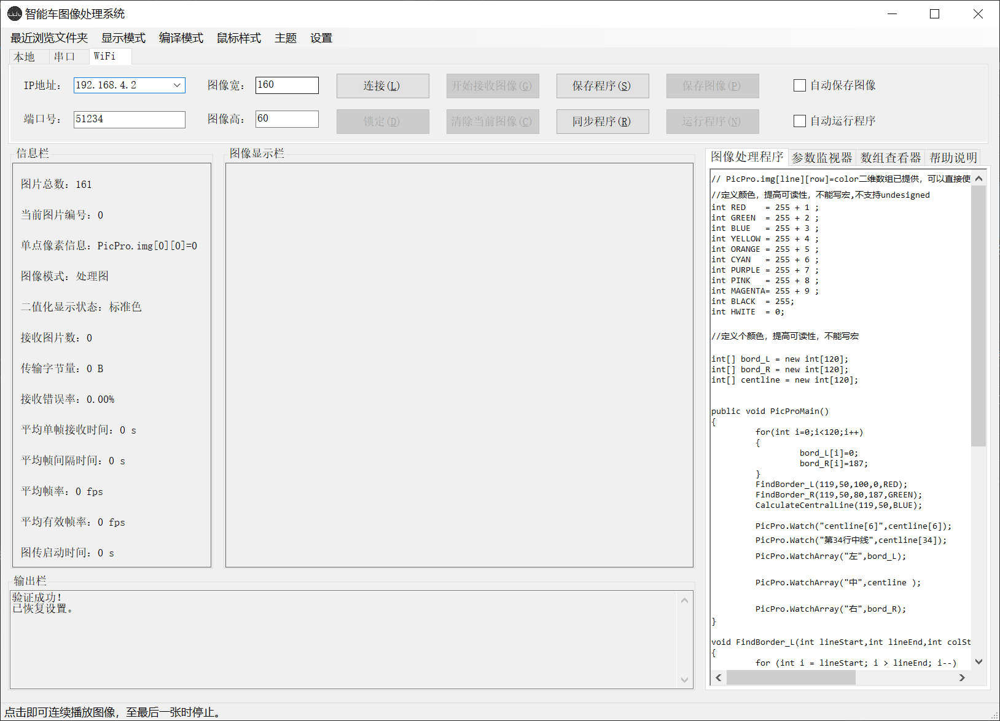 智能车图像处理系统
最近浏览文件夹 显示模式 编译模式 鼠标样式 主题 设置
本地 串口 WiFi
IP地址： 192.168.4.2 图像宽： 160 连接(L) 开始接收图像(G) 保存程序(S) 保存图像(P) 自动保存图像
端口号： 51234 图像高： 60 锁定(D) 清除当前图像(C) 同步程序(R) 运行程序(N) 自动运行程序
信息栏
图片总数：161
当前图片编号：0
单点像素信息：PicPro.img[0][0]=0
图像模式：处理图
二值化显示状态：标准色
接收图片数：0
传输字节量：0 B
接收错误率：0.00%
平均单帧接收时间：0 s
平均帧间隔时间：0 s
平均帧率：0 fps
平均有效帧率：0 fps
图传启动时间：0 s
图像显示栏
图像处理程序 参数监视器 数组查看器 帮助说明
// PicPro.img[line][row]=color二维数组已提供，可以直接使
//定义颜色，提高可读性，不能写宏,不支持undesigned
int RED    = 255 + 1 ;
int GREEN  = 255 + 2 ;
int BLUE   = 255 + 3 ;
int YELLOW = 255 + 4 ;
int ORANGE = 255 + 5 ;
int CYAN   = 255 + 6 ;
int PURPLE = 255 + 7 ;
int PINK   = 255 + 8 ;
int MAGENTA= 255 + 9 ;
int BLACK  = 255;
int HWITE  = 0;
//定义个颜色，提高可读性，不能写宏
int[] bord_L = new int[120];
int[] bord_R = new int[120];
int[] centline = new int[120];
public void PicProMain()
{
for(int i=0;i<120;i++)
{
bord_L[i]=0;
bord_R[i]=187;
}
FindBorder_L(119,50,100,0,RED);
FindBorder_R(119,50,80,187,GREEN);
CalculateCentralLine(119,50,BLUE);
PicPro.Watch("centline[6]",centline[6]);
PicPro.Watch("第34行中线",centline[34]);
PicPro.WatchArray("左",bord_L);
PicPro.WatchArray("中",centline );
PicPro.WatchArray("右",bord_R);
}
void FindBorder_L(int lineStart,int lineEnd,int colSt
{
for (int i = lineStart; i > lineEnd; i--)
输出栏
验证成功！
已恢复设置。
点击即可连续播放图像，至最后一张时停止。